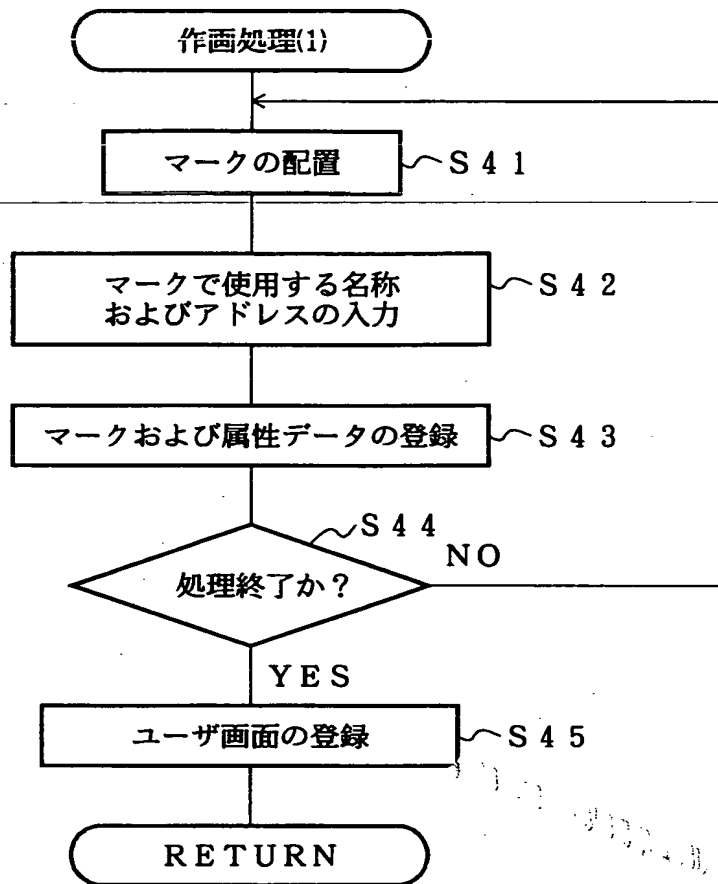 作画処理(1)
マークの配置
S41
マークで使用する名称
およびアドレスの入力
S42
マークおよび属性データの登録
S43
S44
処理終了か?
NO
YES
ユーザ画面の登録
S45
RETURN